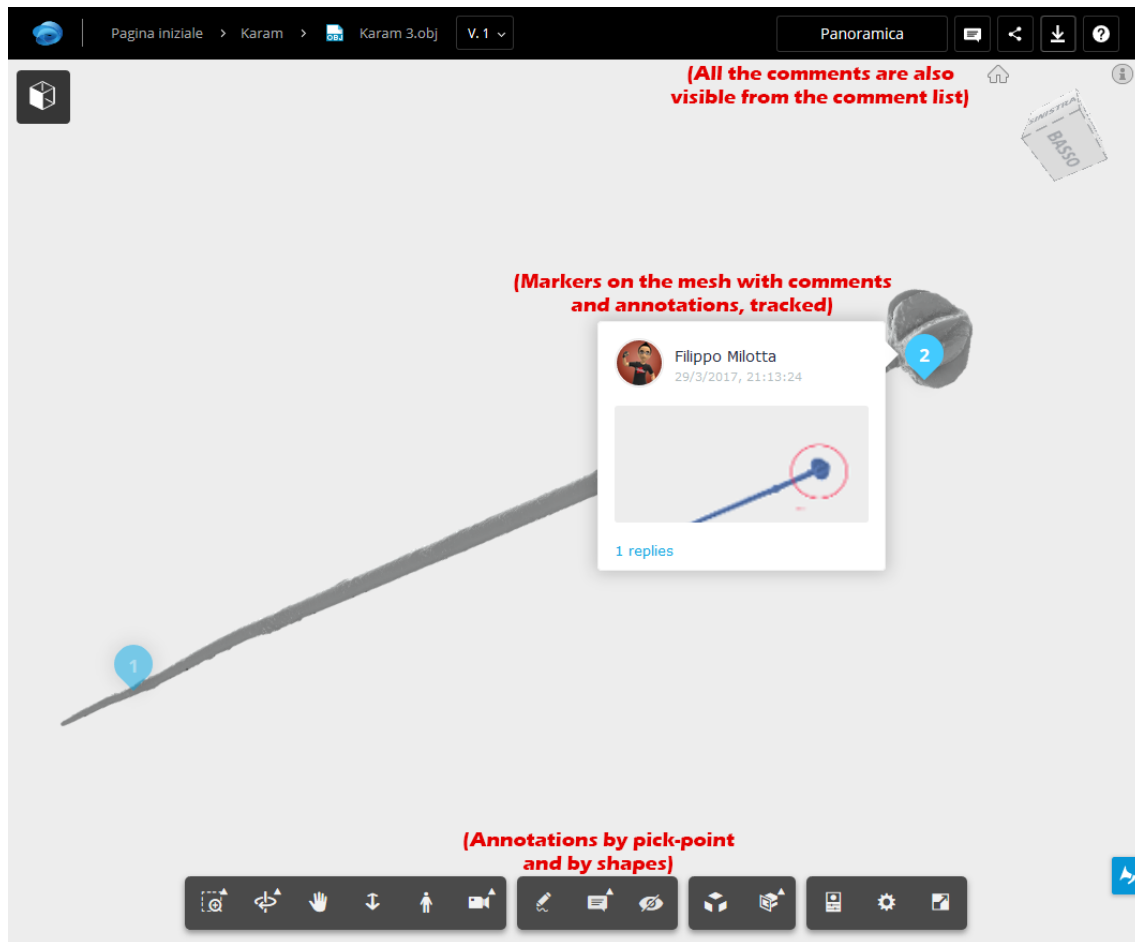 Pagina iniziale > Karam > OBJ Karam 3.obj V. 1 Panoramica
(All the comments are also
visible from the comment list)
SINISTRA
BASSO
(Markers on the mesh with comments
and annotations, tracked)
Filippo Milotta
29/3/2017, 21:13:24
2
1 replies
1
(Annotations by pick-point
and by shapes)